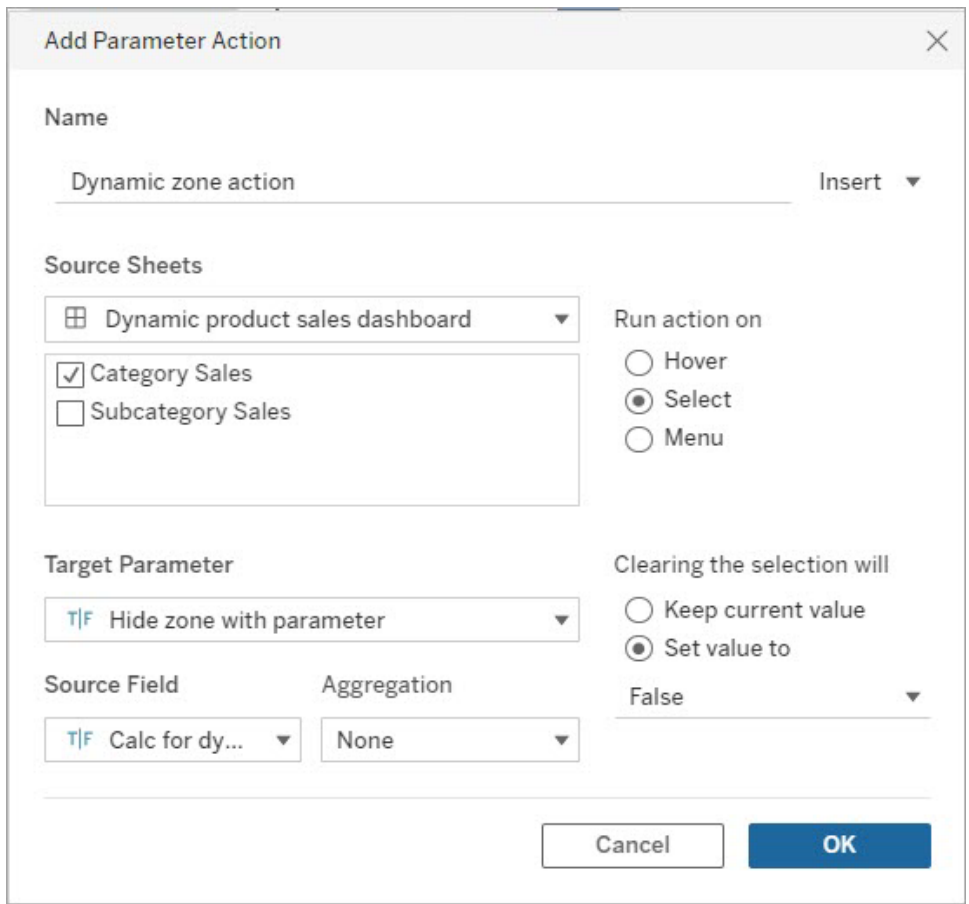 Add Parameter Action
Name
Dynamic zone action
Insert
Source Sheets
Dynamic product sales dashboard
Category Sales
Subcategory Sales
Run action on
Hover
Select
Menu
Target Parameter
T|F Hide zone with parameter
Source Field
Aggregation
T|F Calc for dy...
None
Clearing the selection will
Keep current value
Set value to
False
Cancel
OK